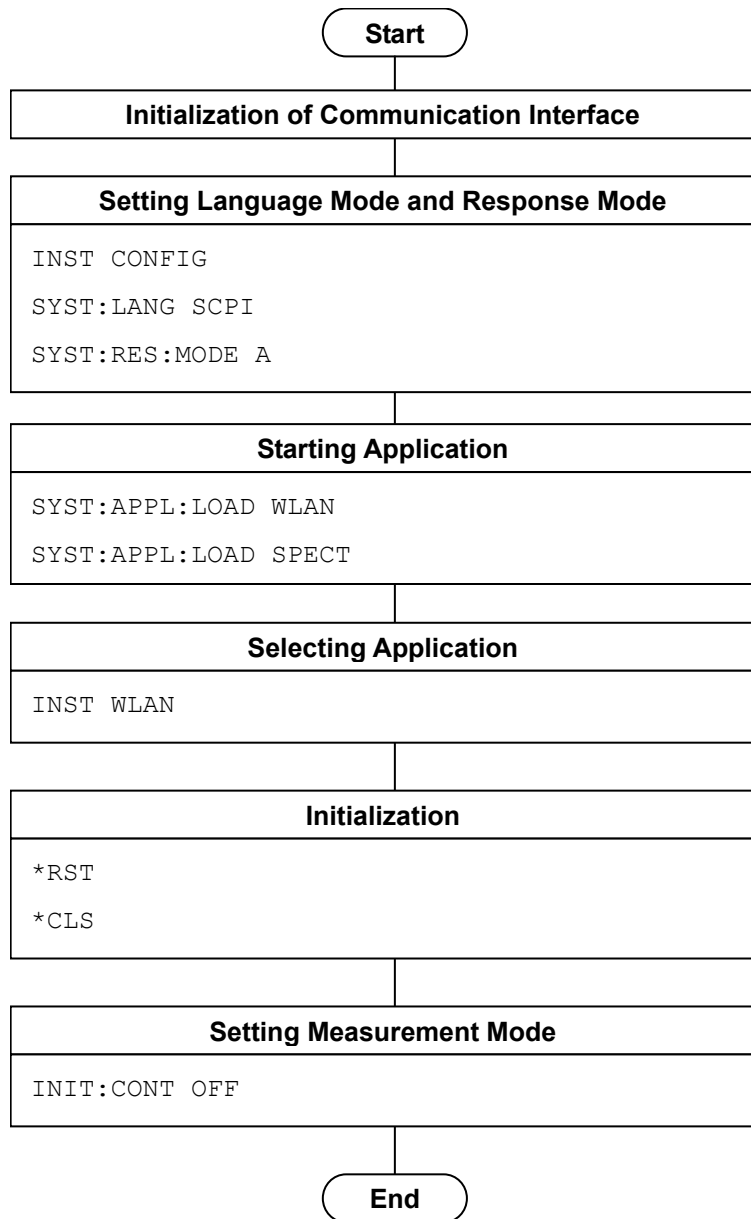 Start
Initialization of Communication Interface
Setting Language Mode and Response Mode
INST CONFIG
SYST:LANG SCPI
SYST:RES:MODE A
Starting Application
SYST:APPL:LOAD WLAN
SYST:APPL:LOAD SPECT
Selecting Application
INST WLAN
Initialization
*RST
*CLS
Setting Measurement Mode
INIT:CONT OFF
End